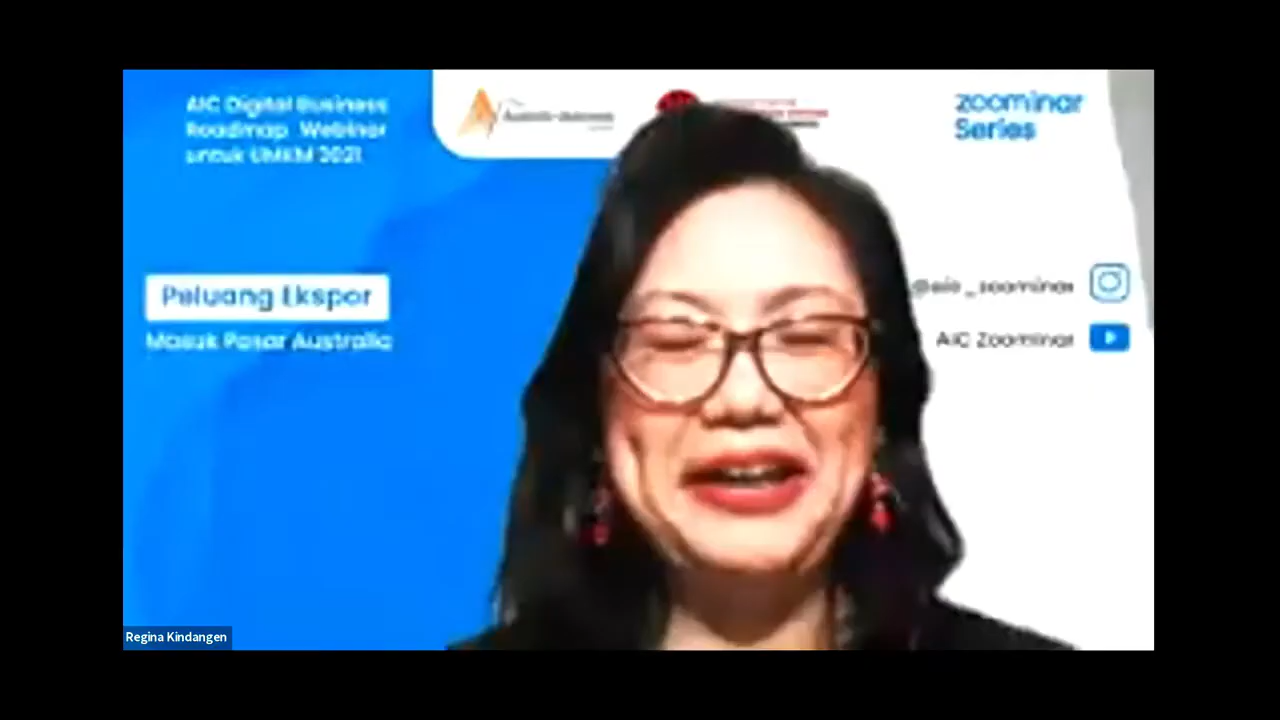 AIC Digital Business
Roadmap Webinar
untuk UMKM 2021
zoominar
Series
Peluang Ekspor
Masuk Pasar Australia
@aic_zoominar
AIC Zoominar
Regina Kindangen